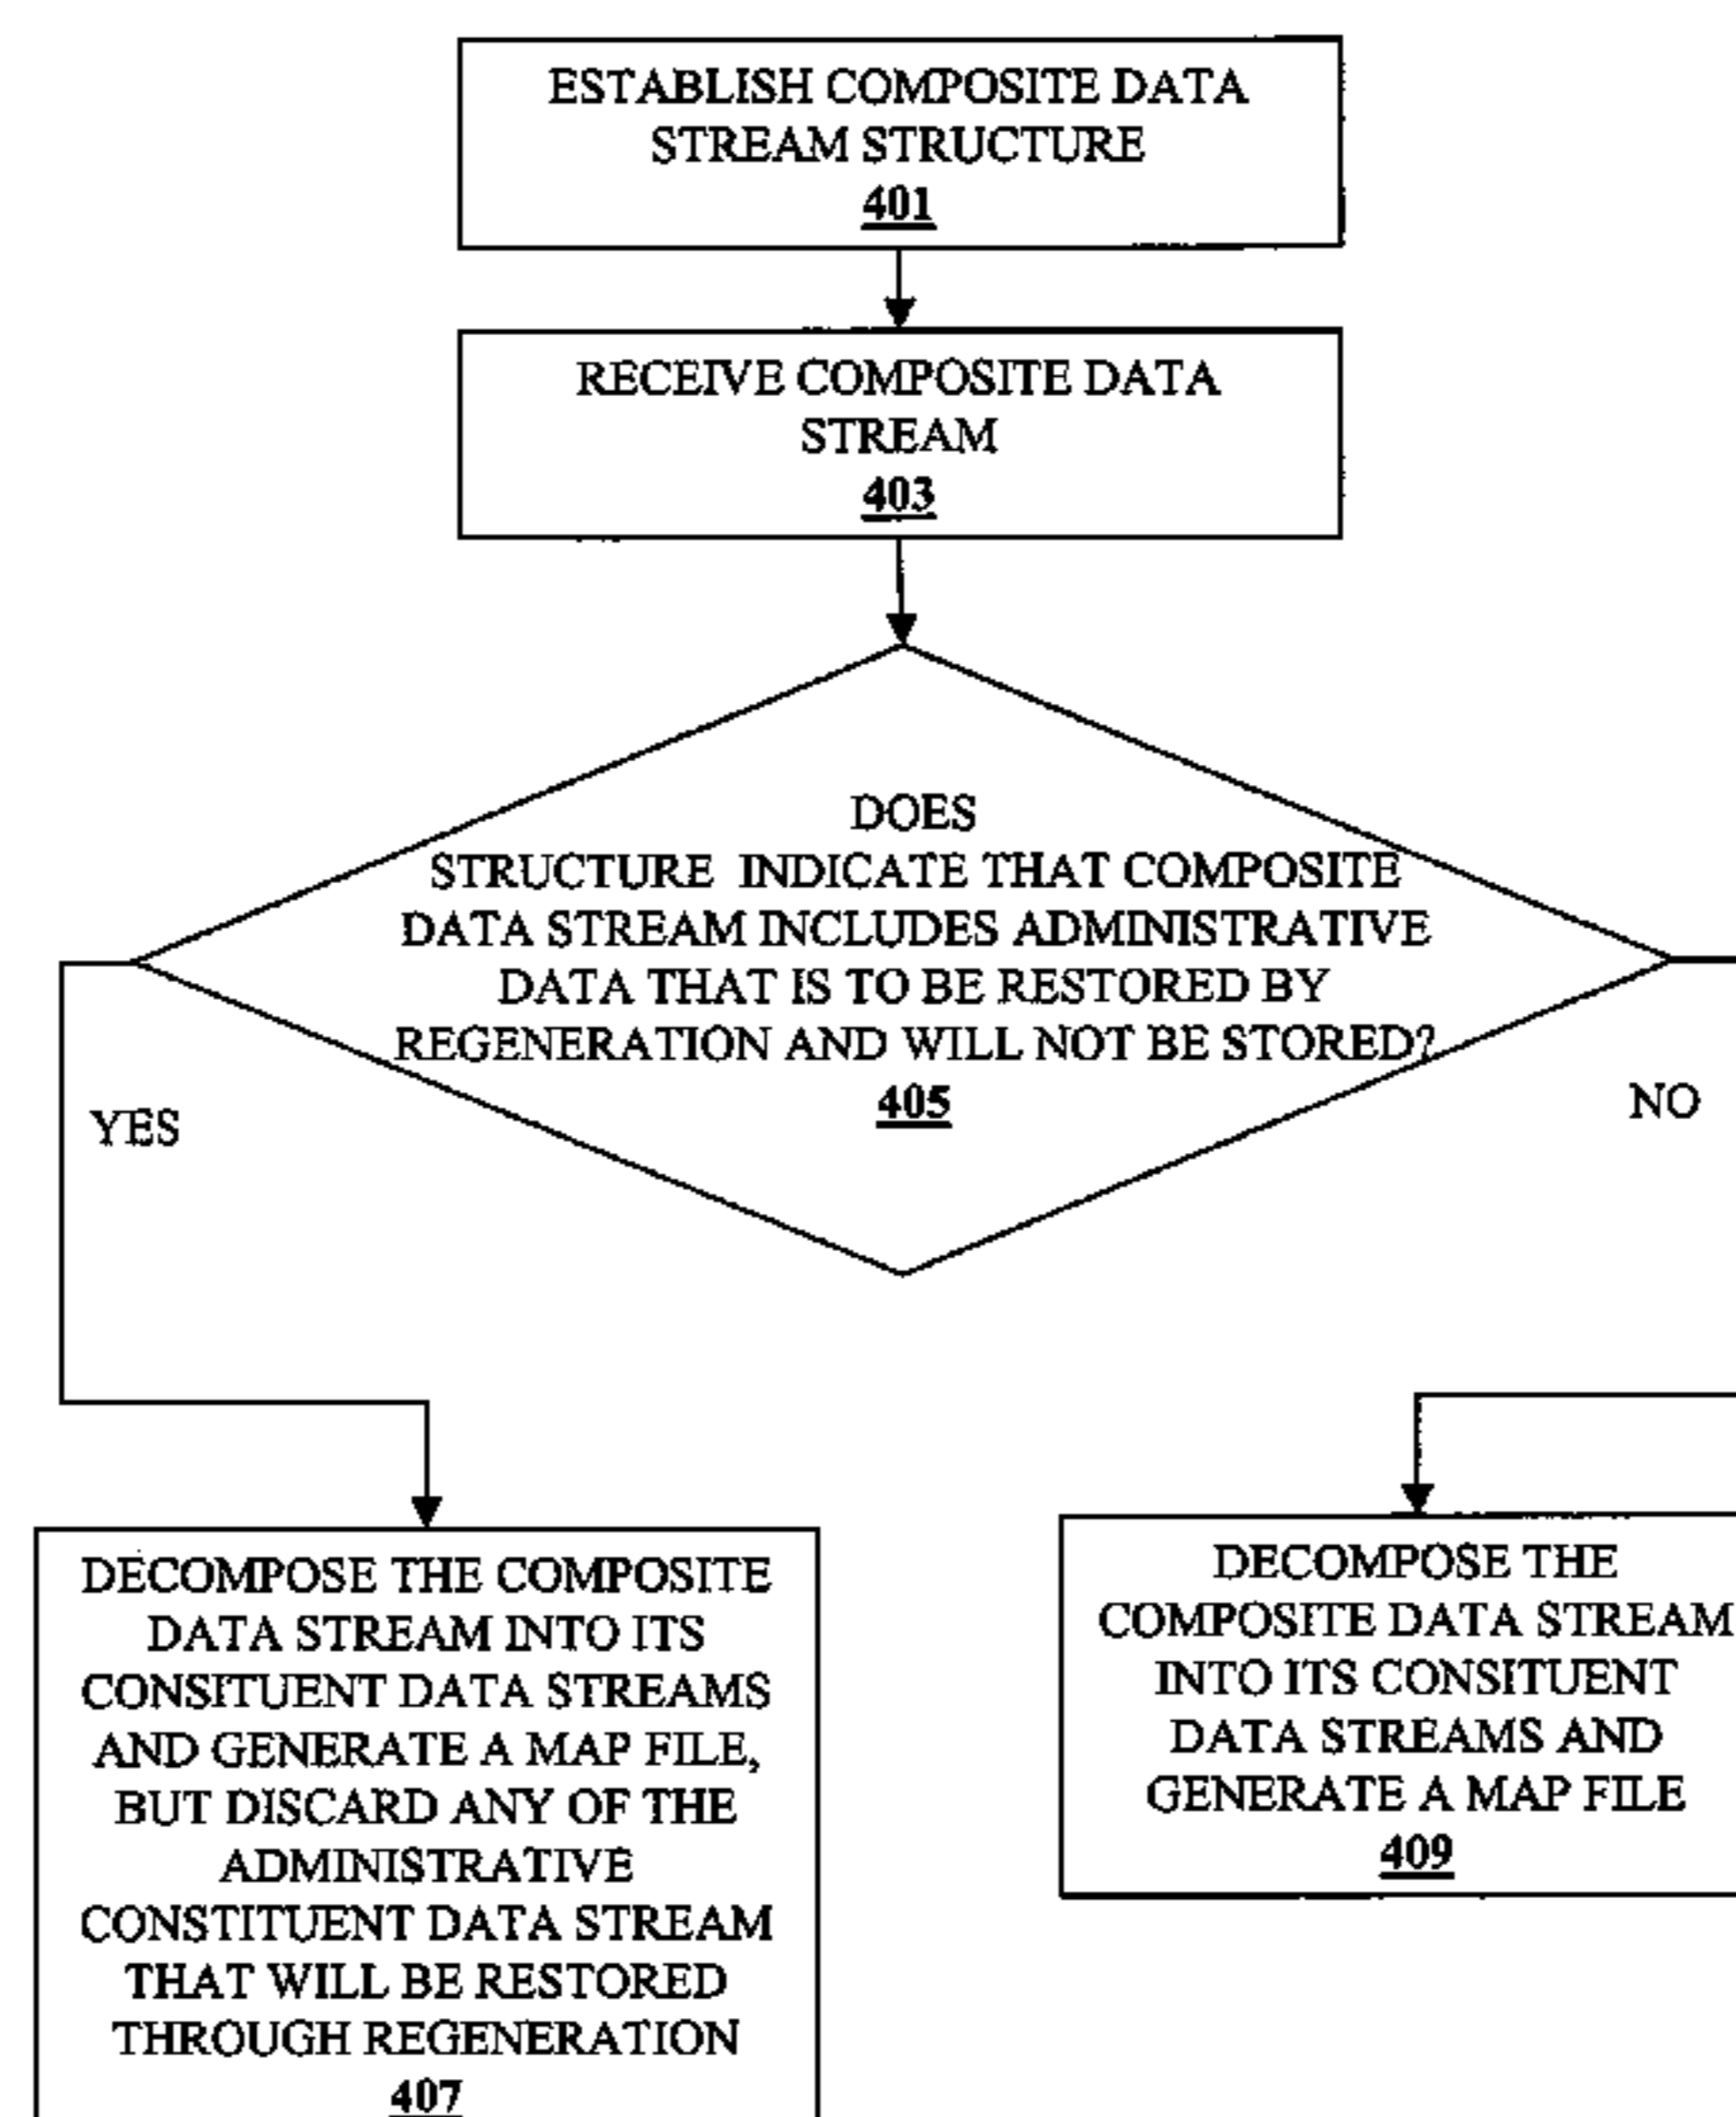 ESTABLISH COMPOSITE DATA
STREAM STRUCTURE
401
RECEIVE COMPOSITE DATA
STREAM
403
DOES
STRUCTURE INDICATE THAT COMPOSITE
DATA STREAM INCLUDES ADMINISTRATIVE
DATA THAT IS TO BE RESTORED BY
REGENERATION AND WILL NOT BE STORED?
405
YES
NO
DECOMPOSE THE COMPOSITE
DATA STREAM INTO ITS
CONSITUENT DATA STREAMS
AND GENERATE A MAP FILE,
BUT DISCARD ANY OF THE
ADMINISTRATIVE
CONSTITUENT DATA STREAM
THAT WILL BE RESTORED
THROUGH REGENERATION
407
DECOMPOSE THE
COMPOSITE DATA STREAM
INTO ITS CONSITUENT
DATA STREAMS AND
GENERATE A MAP FILE
409